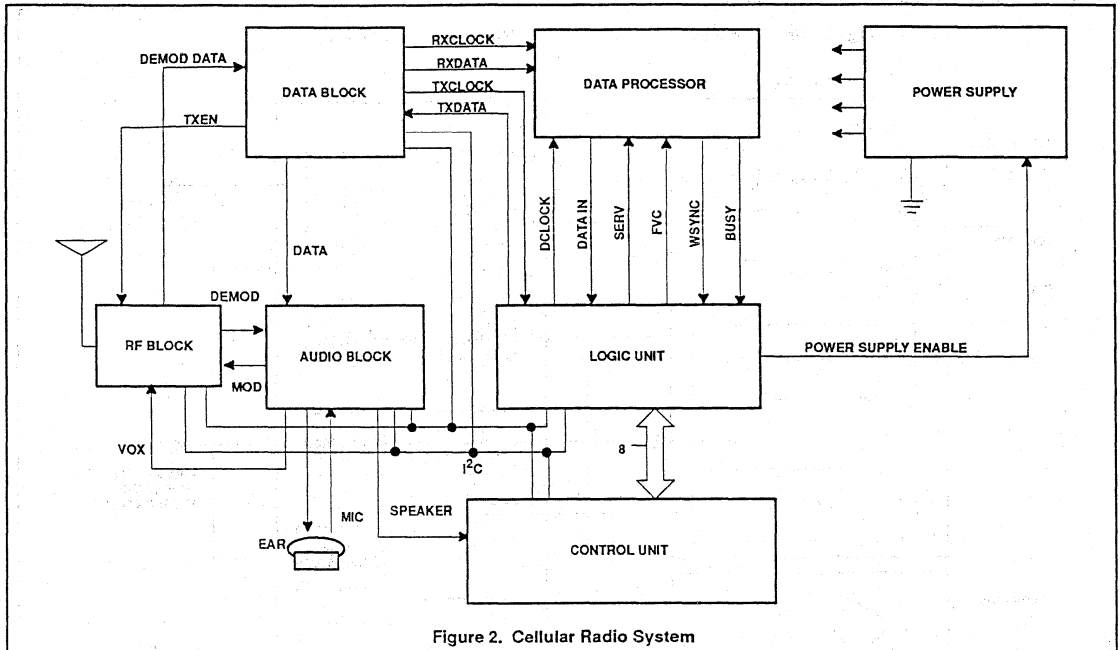 DEMOD DATA
TXEN
DATA BLOCK
RXCLOCK
RXDATA
TXCLOCK
TXDATA
DATA PROCESSOR
POWER SUPPLY
DATA
DCLOCK
DATA IN
SERV
FVC
WSYNC
BUSY
RF BLOCK
DEMOD
MOD
AUDIO BLOCK
LOGIC UNIT
POWER SUPPLY ENABLE
VOX
I²C
8
EAR
MIC
SPEAKER
CONTROL UNIT
Figure 2. Cellular Radio System